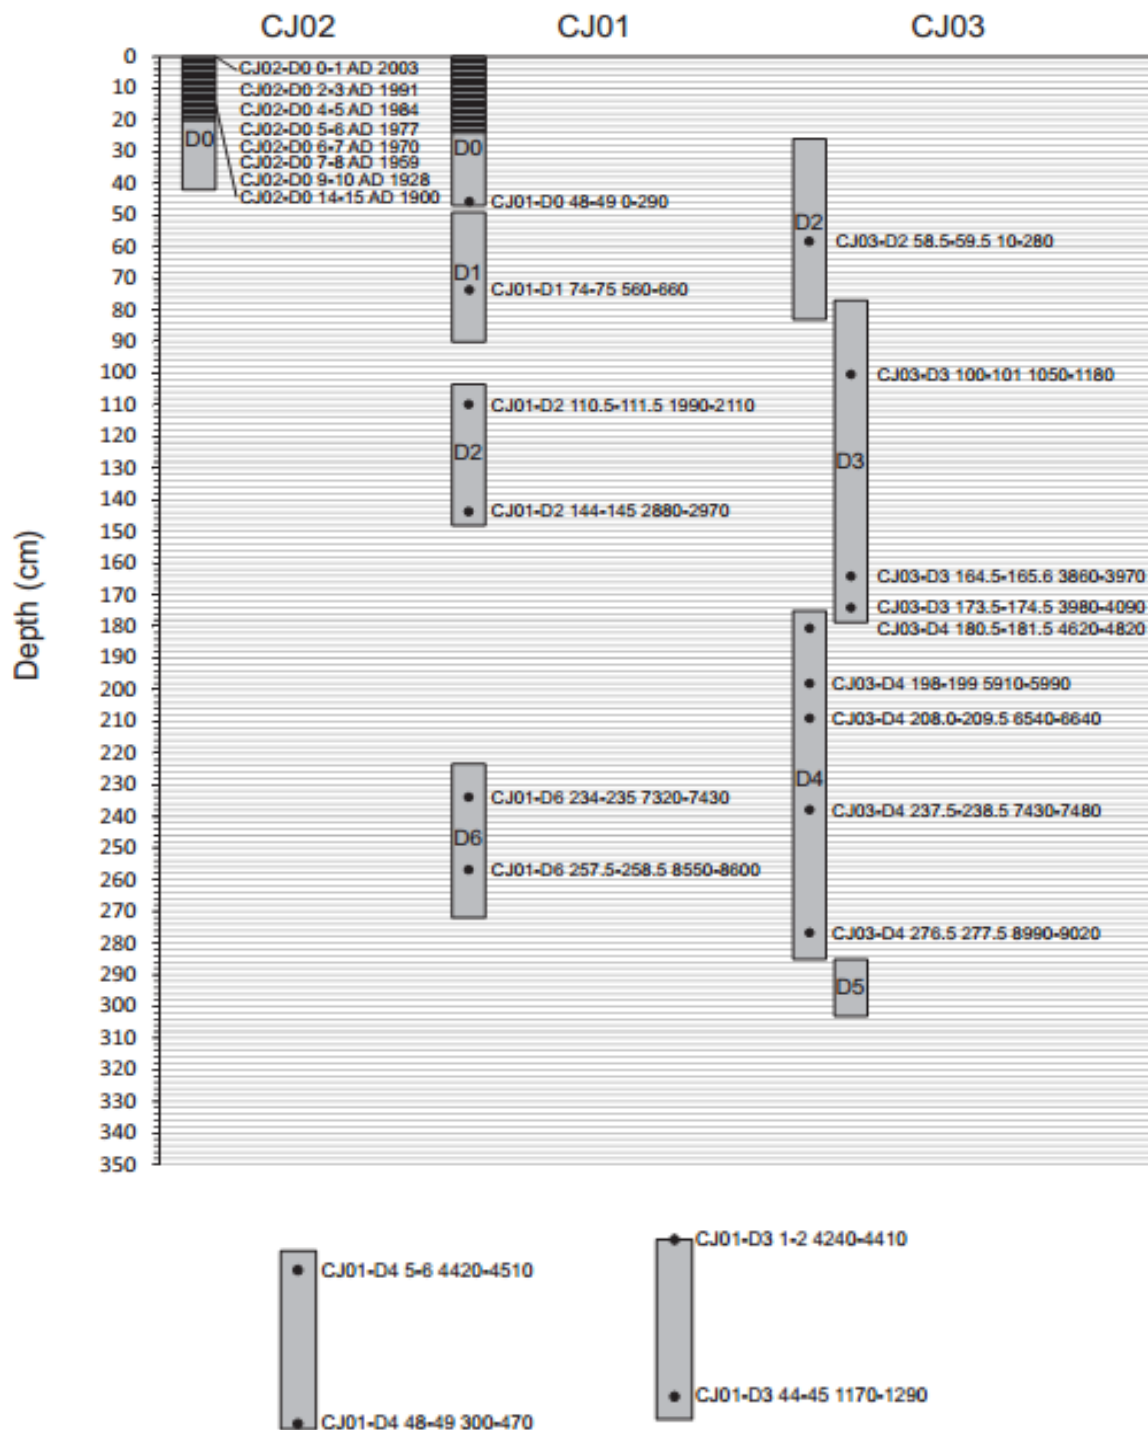 CJ02 CJ01 CJ03
Depth (cm)
0
10
20
30
40
50
60
70
80
90
100
110
120
130
140
150
160
170
180
190
200
210
220
230
240
250
260
270
280
290
300
310
320
330
340
350
CJ02-D0 0-1 AD 2003
CJ02-D0 2-3 AD 1991
CJ02-D0 4-5 AD 1984
CJ02-D0 5-6 AD 1977
CJ02-D0 6-7 AD 1970
CJ02-D0 7-8 AD 1959
CJ02-D0 9-10 AD 1928
CJ02-D0 14-15 AD 1900
D0
D0
CJ01-D0 48-49 0-290
D1
CJ01-D1 74-75 560-660
CJ01-D2 110.5-111.5 1990-2110
D2
CJ01-D2 144-145 2880-2970
CJ01-D6 234-235 7320-7430
D6
CJ01-D6 257.5-258.5 8550-8600
D2
CJ03-D2 58.5-59.5 10-280
CJ03-D3 100-101 1050-1180
D3
CJ03-D3 164.5-165.6 3860-3970
CJ03-D3 173.5-174.5 3980-4090
CJ03-D4 180.5-181.5 4620-4820
CJ03-D4 198-199 5910-5990
CJ03-D4 208.0-209.5 6540-6640
D4
CJ03-D4 237.5-238.5 7430-7480
CJ03-D4 276.5 277.5 8990-9020
D5
CJ01-D4 5-6 4420-4510
CJ01-D4 48-49 300-470
CJ01-D3 1-2 4240-4410
CJ01-D3 44-45 1170-1290